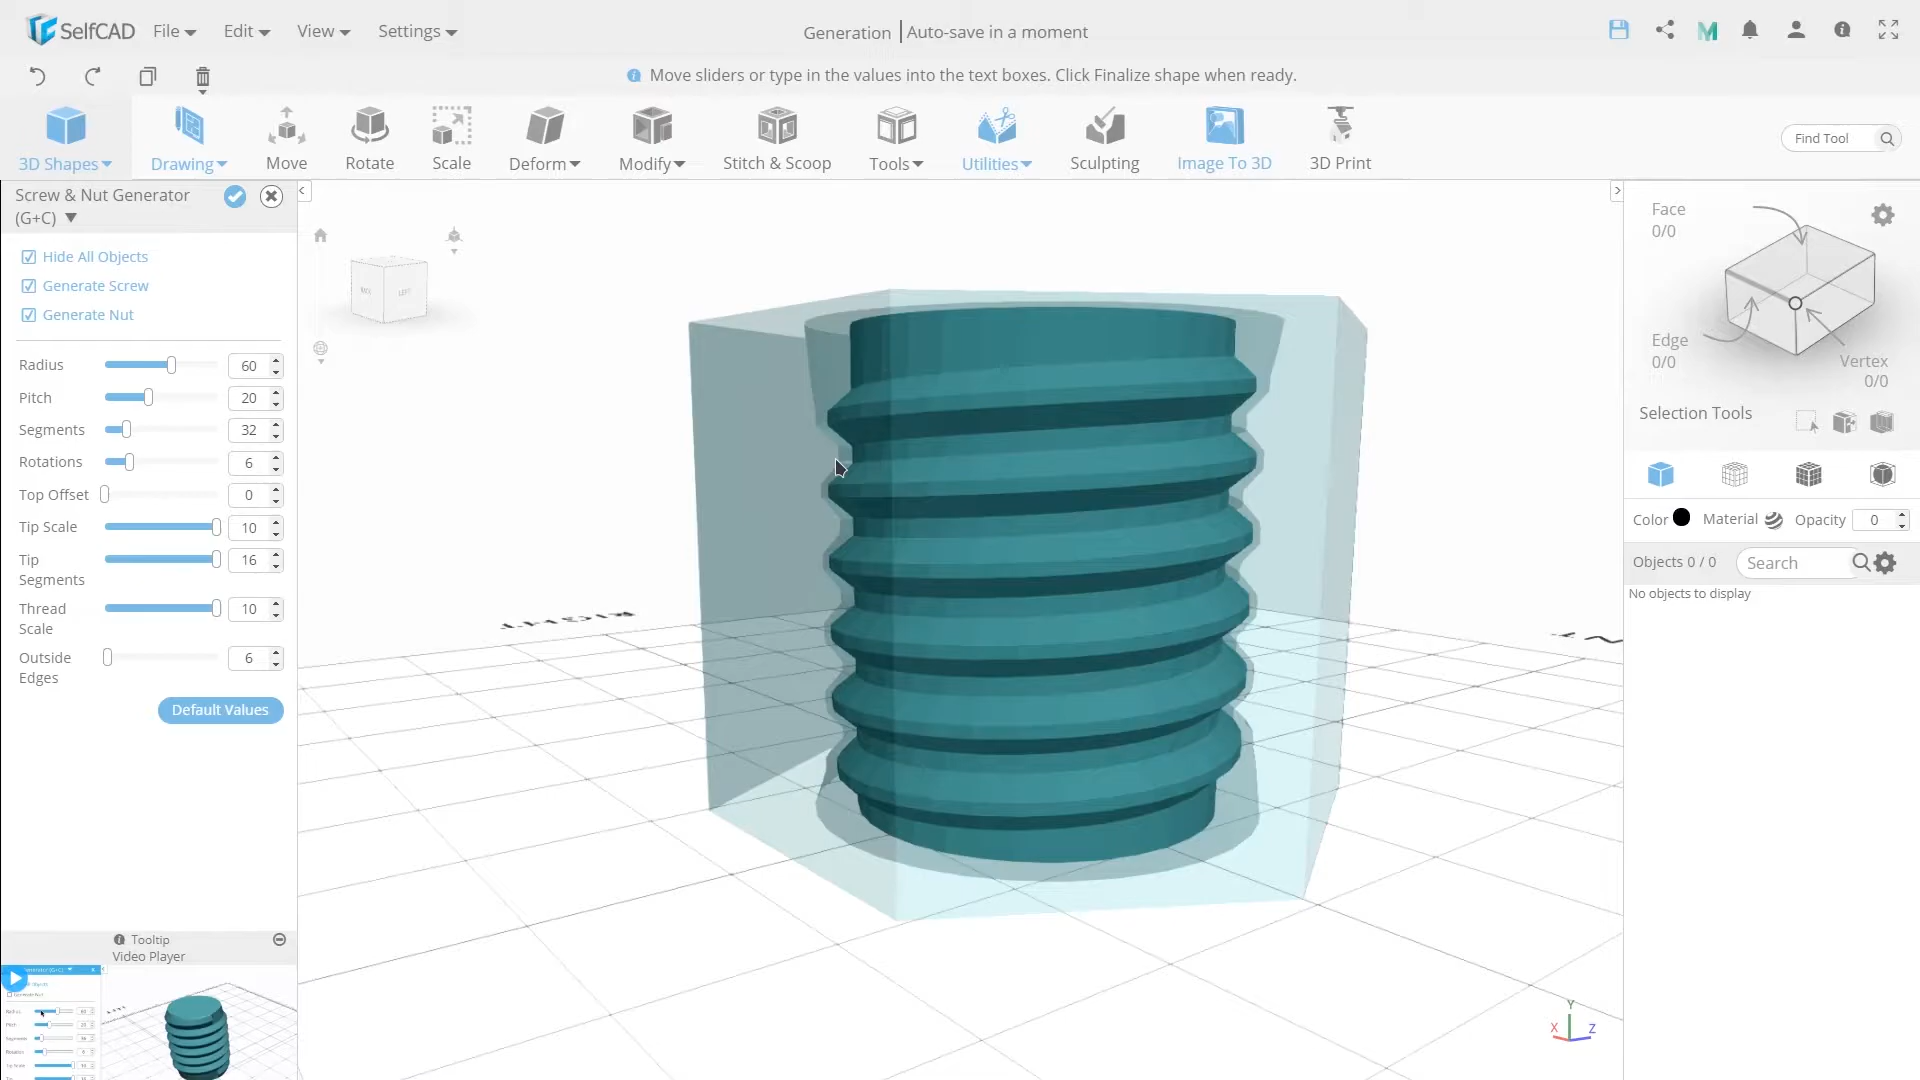 SelfCAD File Edit View Settings
Generation Auto-save in a moment
Move sliders or type in the values into the text boxes. Click Finalize shape when ready.
3D Shapes Drawing Move Rotate Scale Deform Modify Stitch & Scoop Tools Utilities Sculpting Image To 3D 3D Print
Find Tool
Screw & Nut Generator
(G+C)
Hide All Objects
Generate Screw
Generate Nut
Radius 60
Pitch 20
Segments 32
Rotations 6
Top Offset 0
Tip Scale 10
Tip 16
Segments
Thread 10
Scale
Outside 6
Edges
Default Values
Tooltip
Video Player
LEFT
Y
X Z
Face
0/0
Edge
0/0
Vertex
0/0
Selection Tools
Color Material Opacity 0
Objects 0 / 0 Search
No objects to display